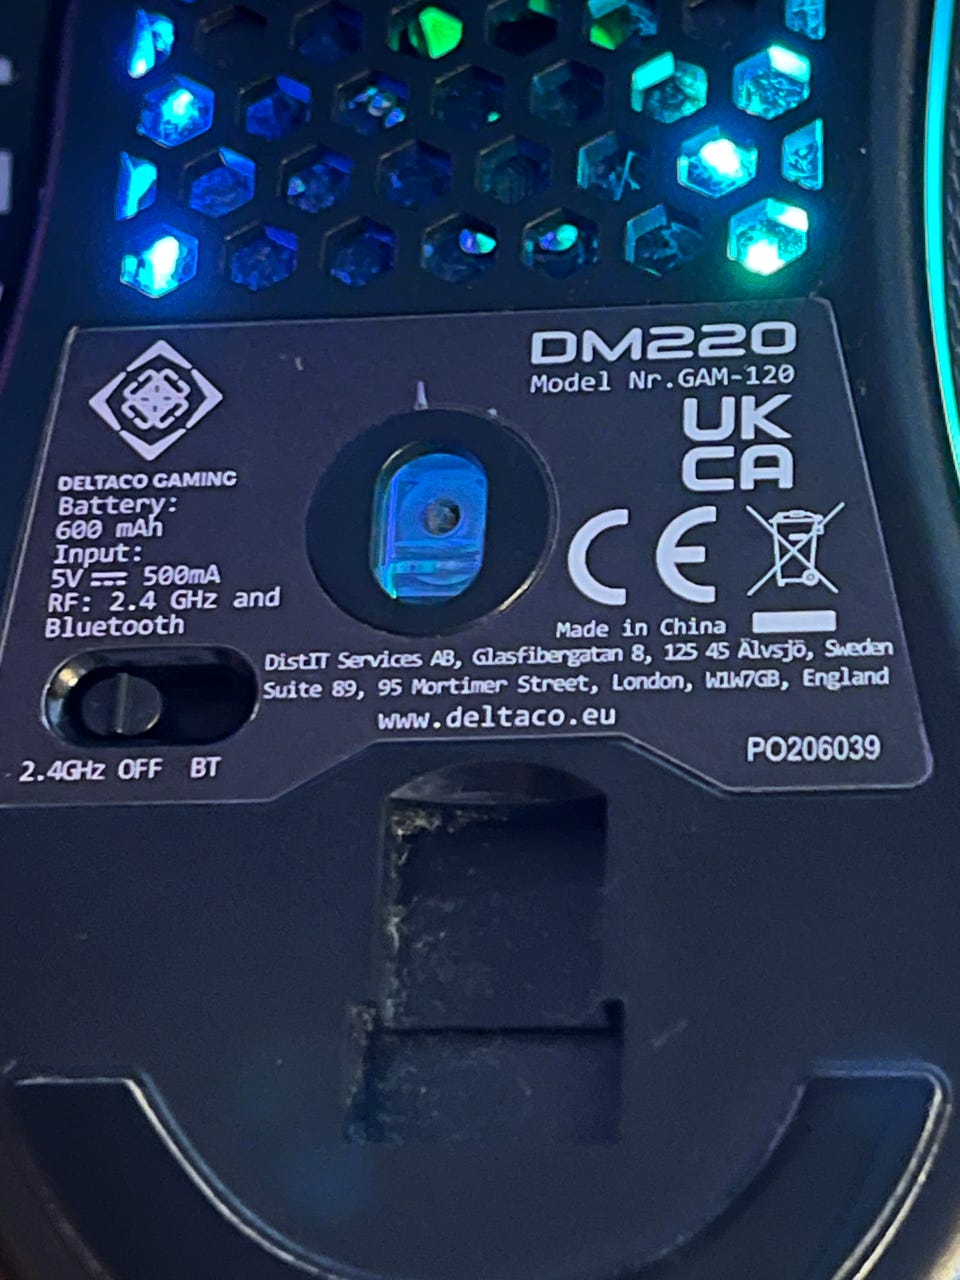 DM220
Model Nr.GAM-120
UK
CA
DELTACO GAMING
Battery:
600 mAh
Input:
5V ⎓ 500mA
RF: 2.4 GHz and
Bluetooth
CE
Made in China
DistIT Services AB, Glasfibergatan 8, 125 45 Älvsjö, Sweden
Suite 89, 95 Mortimer Street, London, W1W7GB, England
www.deltaco.eu
PO206039
2.4GHz OFF BT